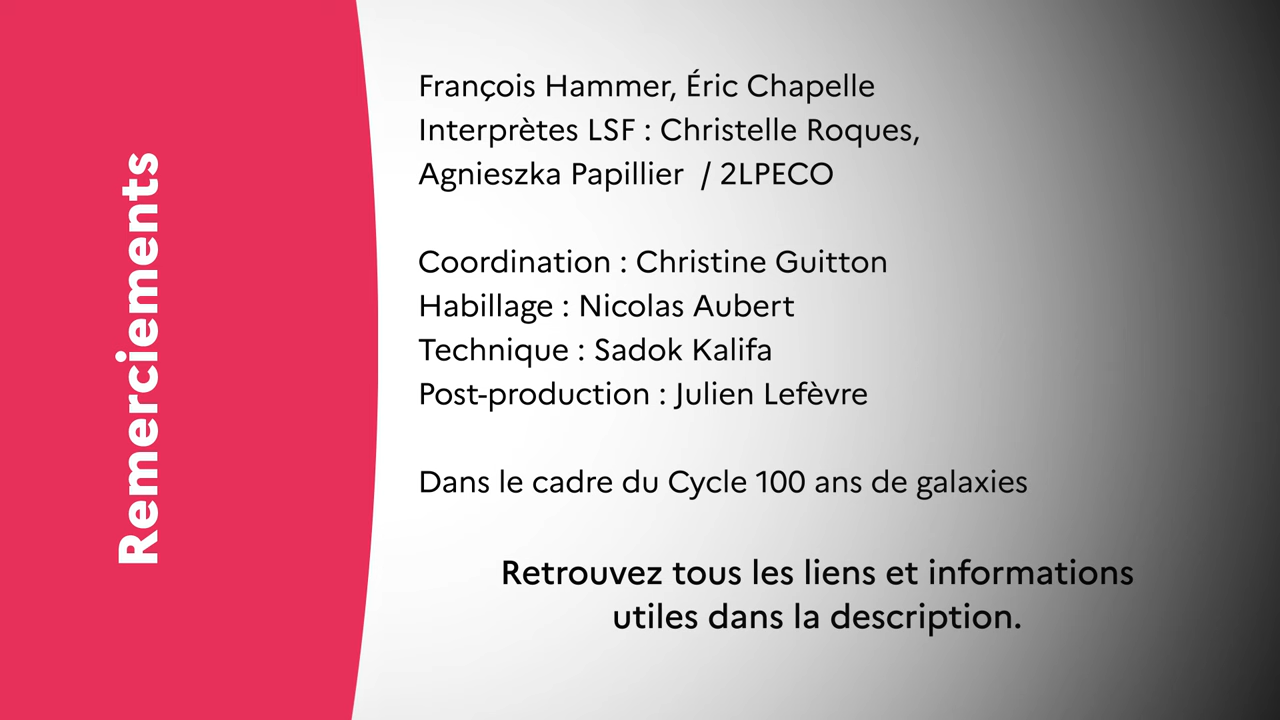 Remerciements
François Hammer, Éric Chapelle
Interprètes LSF : Christelle Roques,
Agnieszka Papillier / 2LPECO
Coordination : Christine Guitton
Habillage : Nicolas Aubert
Technique : Sadok Kalifa
Post-production : Julien Lefèvre
Dans le cadre du Cycle 100 ans de galaxies
Retrouvez tous les liens et informations
utiles dans la description.